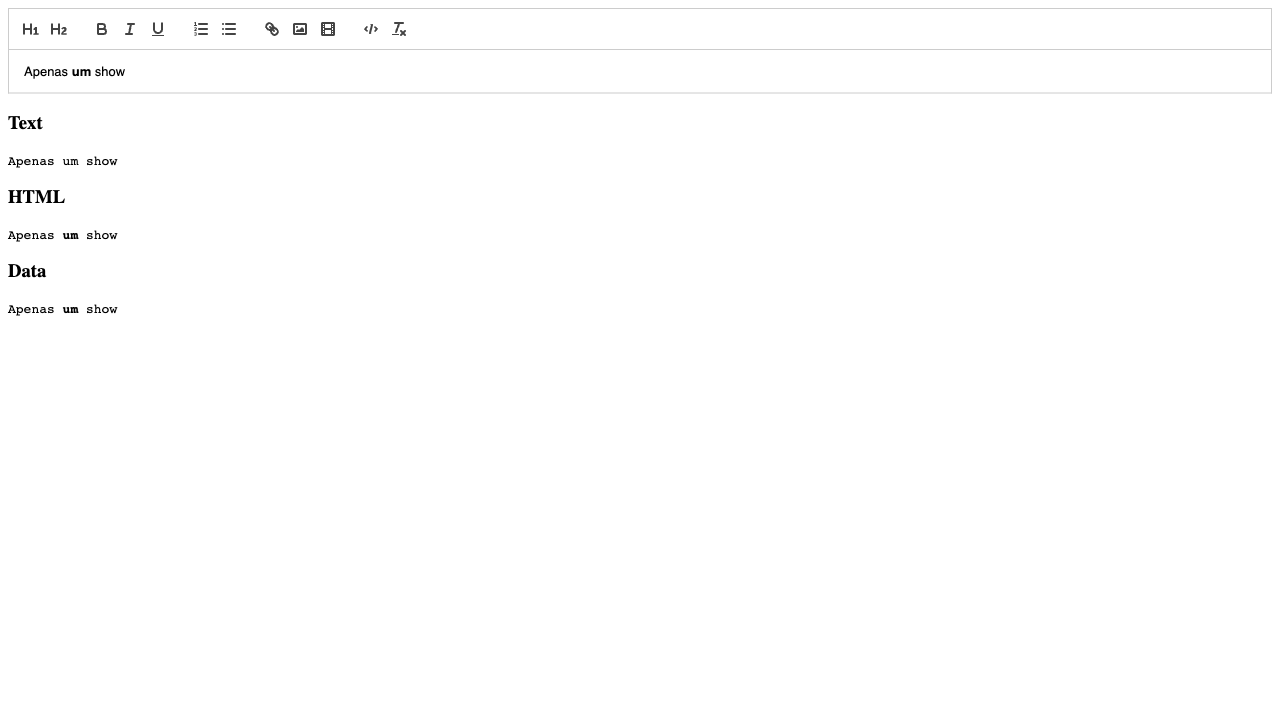 H1 H2 B I U
Apenas um show
Text
Apenas um show
HTML
Apenas um show
Data
Apenas um show